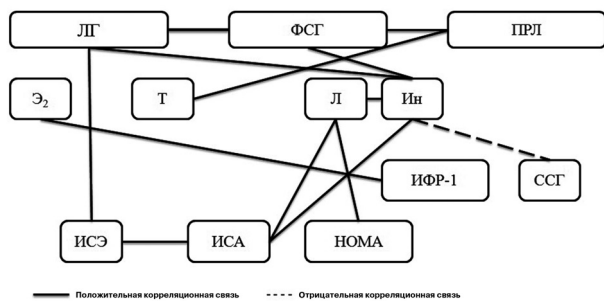 ЛГ ФСГ ПРЛ
Э₂ Т Л Ин
ИФР-1 ССГ
ИСЭ ИСА НОМА
Положительная корреляционная связь Отрицательная корреляционная связь